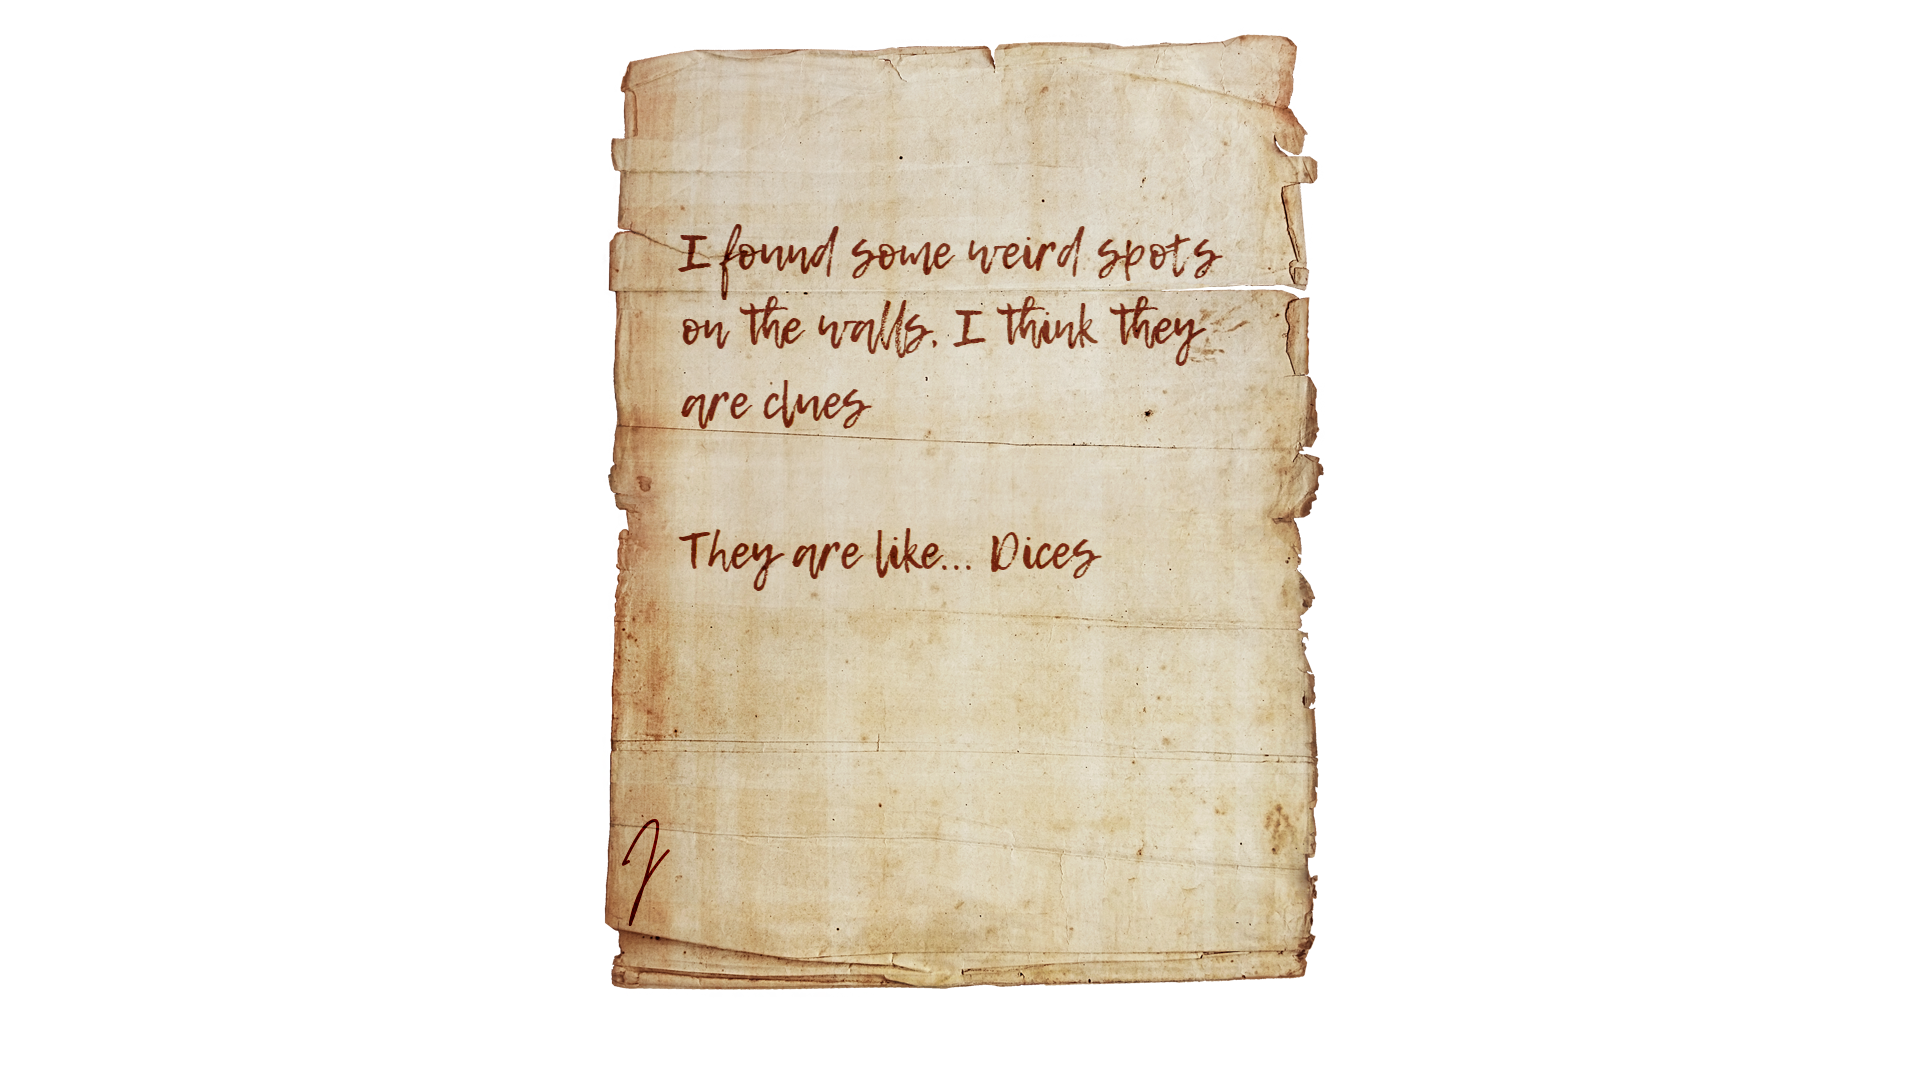 I found some weird spots
on the walls, I think they
are clues
They are like... Dices